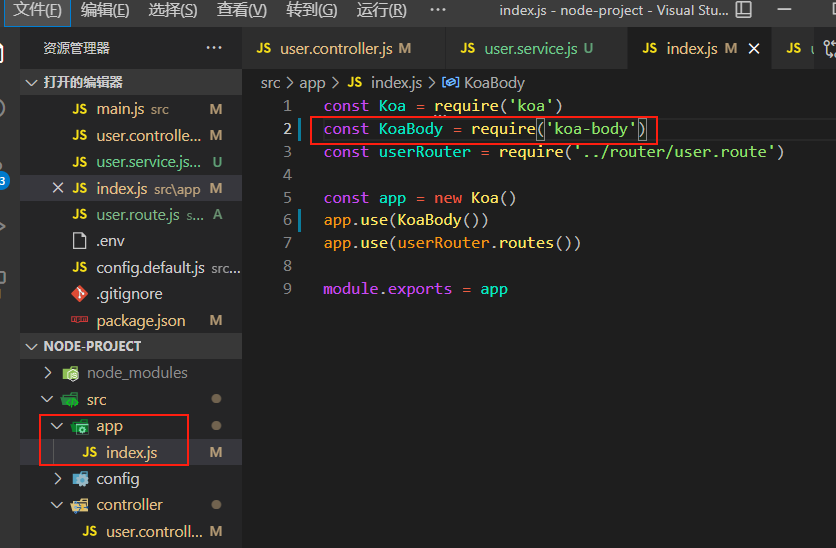 文件(F) 编辑(E) 选择(S) 查看(V) 转到(G) 运行(R) ··· index.js - node-project - Visual Stu...
资源管理器 ···
打开的编辑器
JS main.js src M
JS user.controlle... M
JS user.service.js... U
JS index.js src\app M
JS user.route.js s... A
.env
JS config.default.js src...
.gitignore
package.json M
NODE-PROJECT
node_modules
src
app
JS index.js M
config
controller
JS user.controll... M
3
JS user.controller.js M JS user.service.js U JS index.js M JS
src > app > JS index.js > KoaBody
1 const Koa = require('koa')
2 const KoaBody = require('koa-body')
3 const userRouter = require('../router/user.route')
4
5 const app = new Koa()
6 app.use(KoaBody())
7 app.use(userRouter.routes())
8
9 module.exports = app